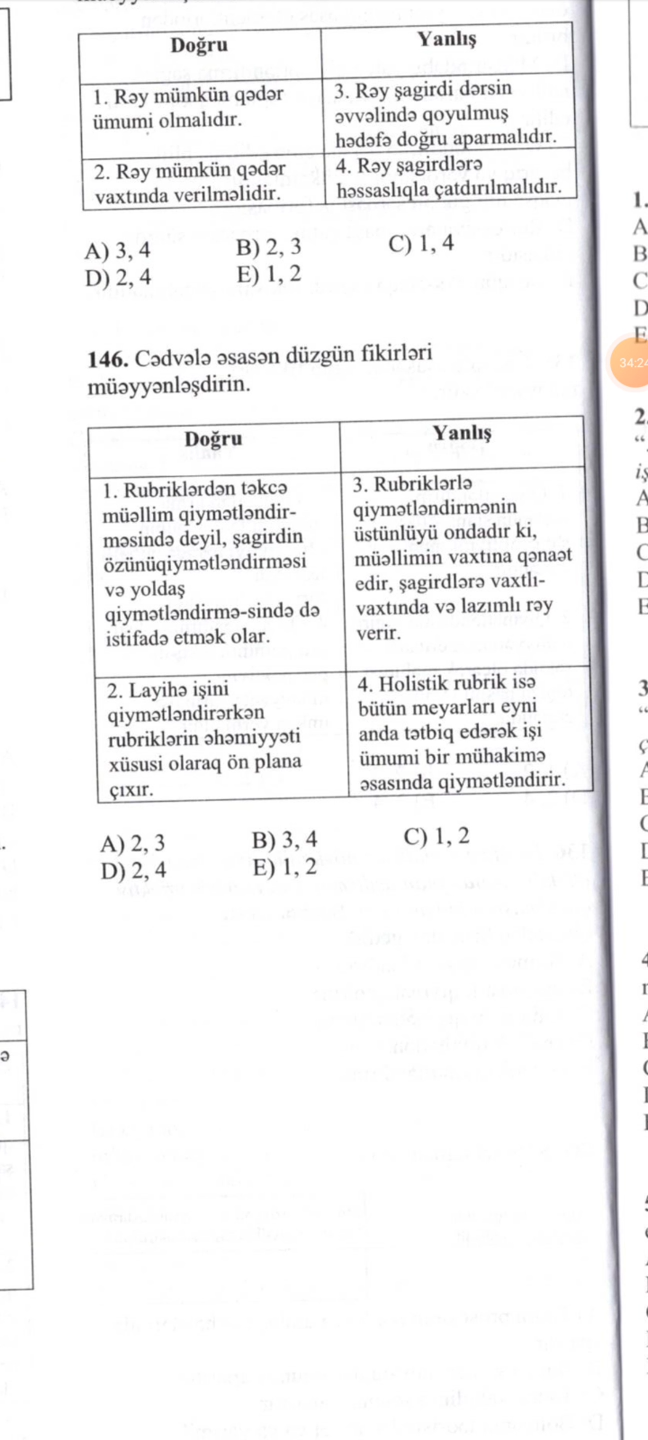 Doğru
Yanlış
1. Rəy mümkün qədər
ümumi olmalıdır.
3. Rəy şagirdi dərsin
əvvəlində qoyulmuş
hədəfə doğru aparmalıdır.
2. Rəy mümkün qədər
vaxtında verilməlidir.
4. Rəy şagirdlərə
həssaslıqla çatdırılmalıdır.
A) 3, 4
B) 2, 3
C) 1, 4
D) 2, 4
E) 1, 2
146. Cədvələ əsasən düzgün fikirləri
müəyyənləşdirin.
Doğru
Yanlış
1. Rubriklərdən təkcə
müəllim qiymətləndir-
məsində deyil, şagirdin
özünüqiymətləndirməsi
və yoldaş
qiymətləndirmə-sində də
istifadə etmək olar.
3. Rubriklərlə
qiymətləndirmənin
üstünlüyü ondadır ki,
müəllimin vaxtına qənaət
edir, şagirdlərə vaxtlı-
vaxtında və lazımlı rəy
verir.
2. Layihə işini
qiymətləndirərkən
rubriklərin əhəmiyyəti
xüsusi olaraq ön plana
çıxır.
4. Holistik rubrik isə
bütün meyarları eyni
anda tətbiq edərək işi
ümumi bir mühakimə
əsasında qiymətləndirir.
A) 2, 3
B) 3, 4
C) 1, 2
D) 2, 4
E) 1, 2
1.
A
B
C
D
E
34:24
2.
A
B
C
E
3
4
ə